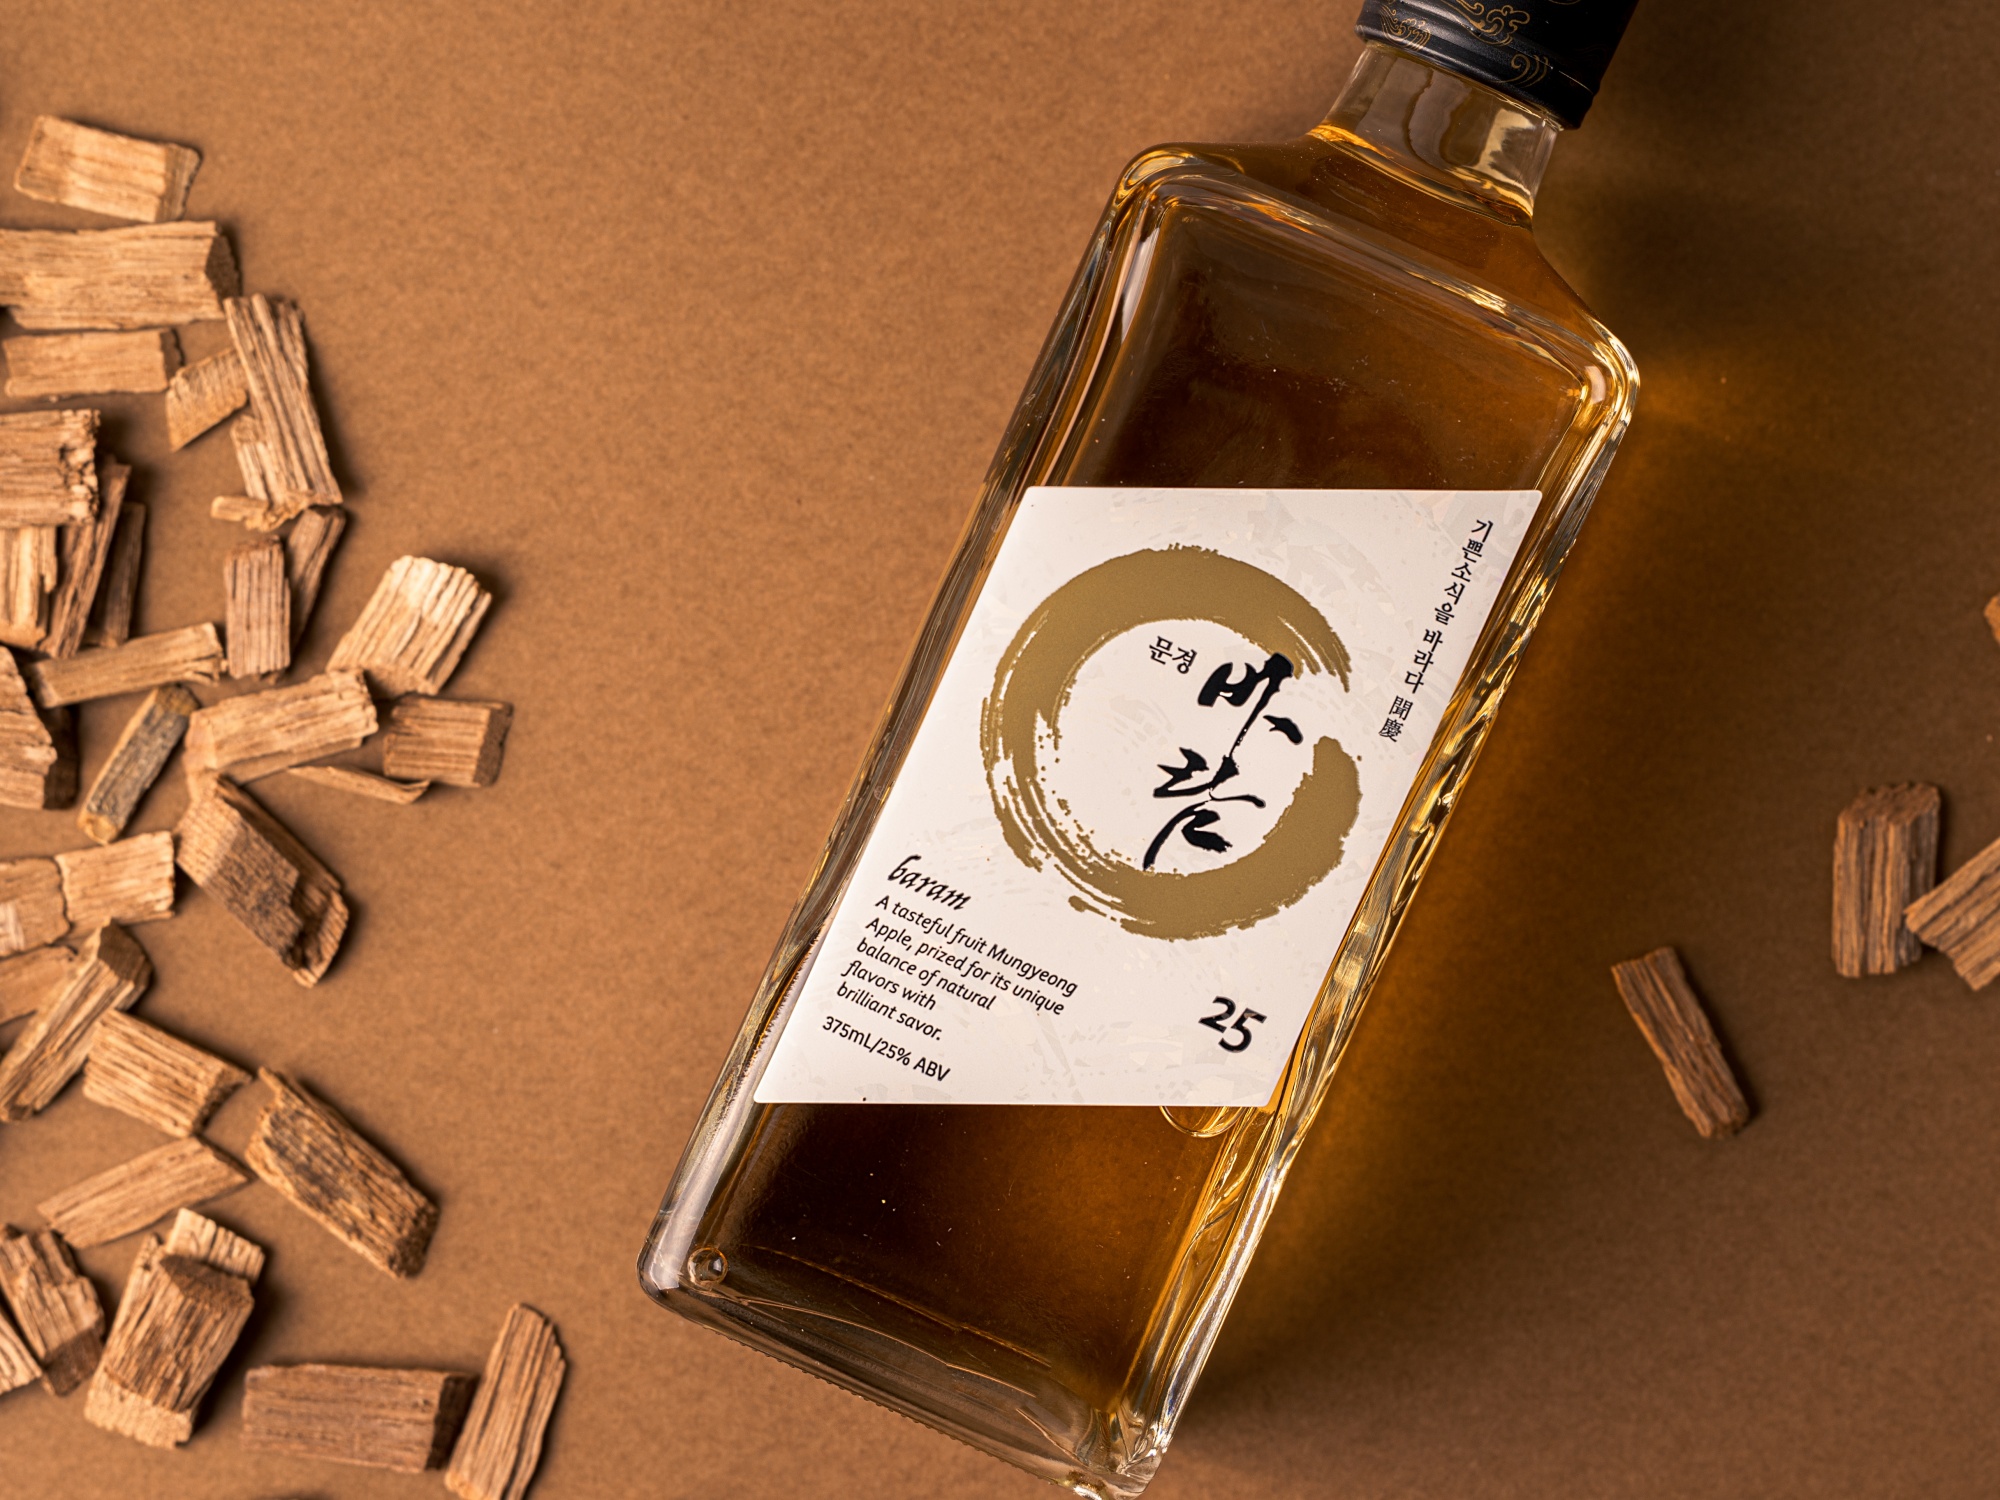 기쁜소식을 바라다 聞慶
문경
바람
baram
A tasteful fruit Mungyeong
Apple, prized for its unique
balance of natural
flavors with
brilliant savor.
375mL/25% ABV
25